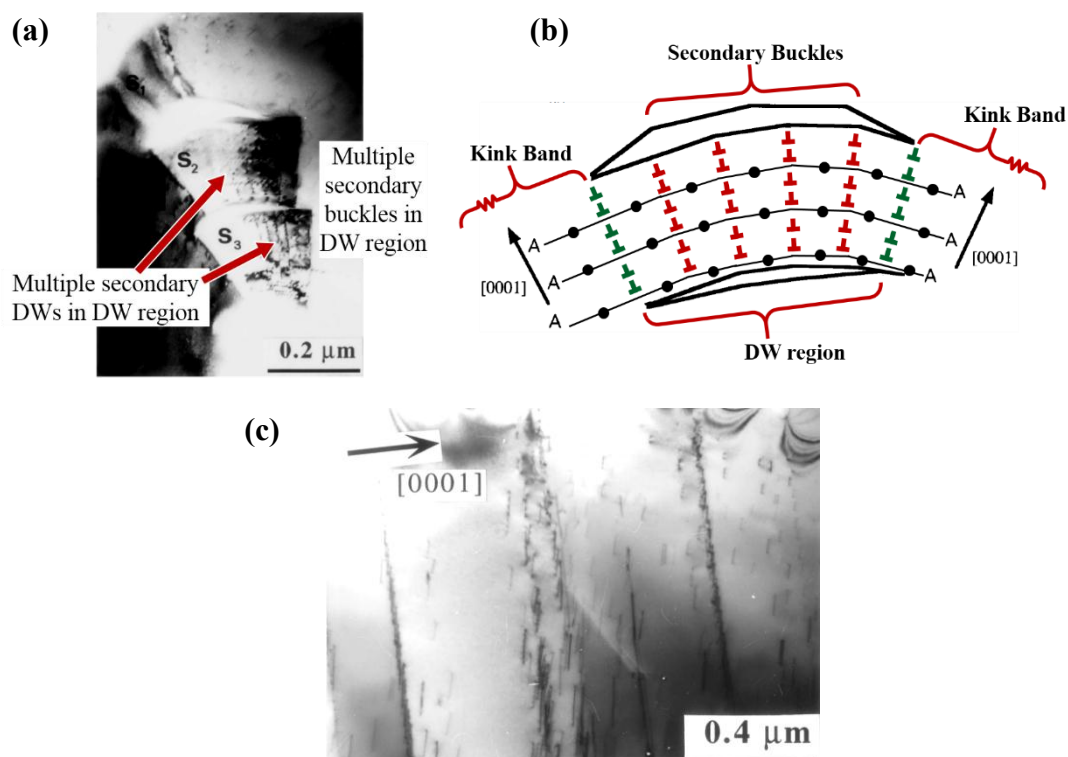 (a)
S₁
S₂
S₃
Multiple
secondary
buckles in
DW region
Multiple secondary
DWs in DW region
0.2 µm
(b)
Secondary Buckles
Kink Band
Kink Band
A
A
A
A
A
A
[0001]
[0001]
DW region
(c)
[0001]
0.4 µm